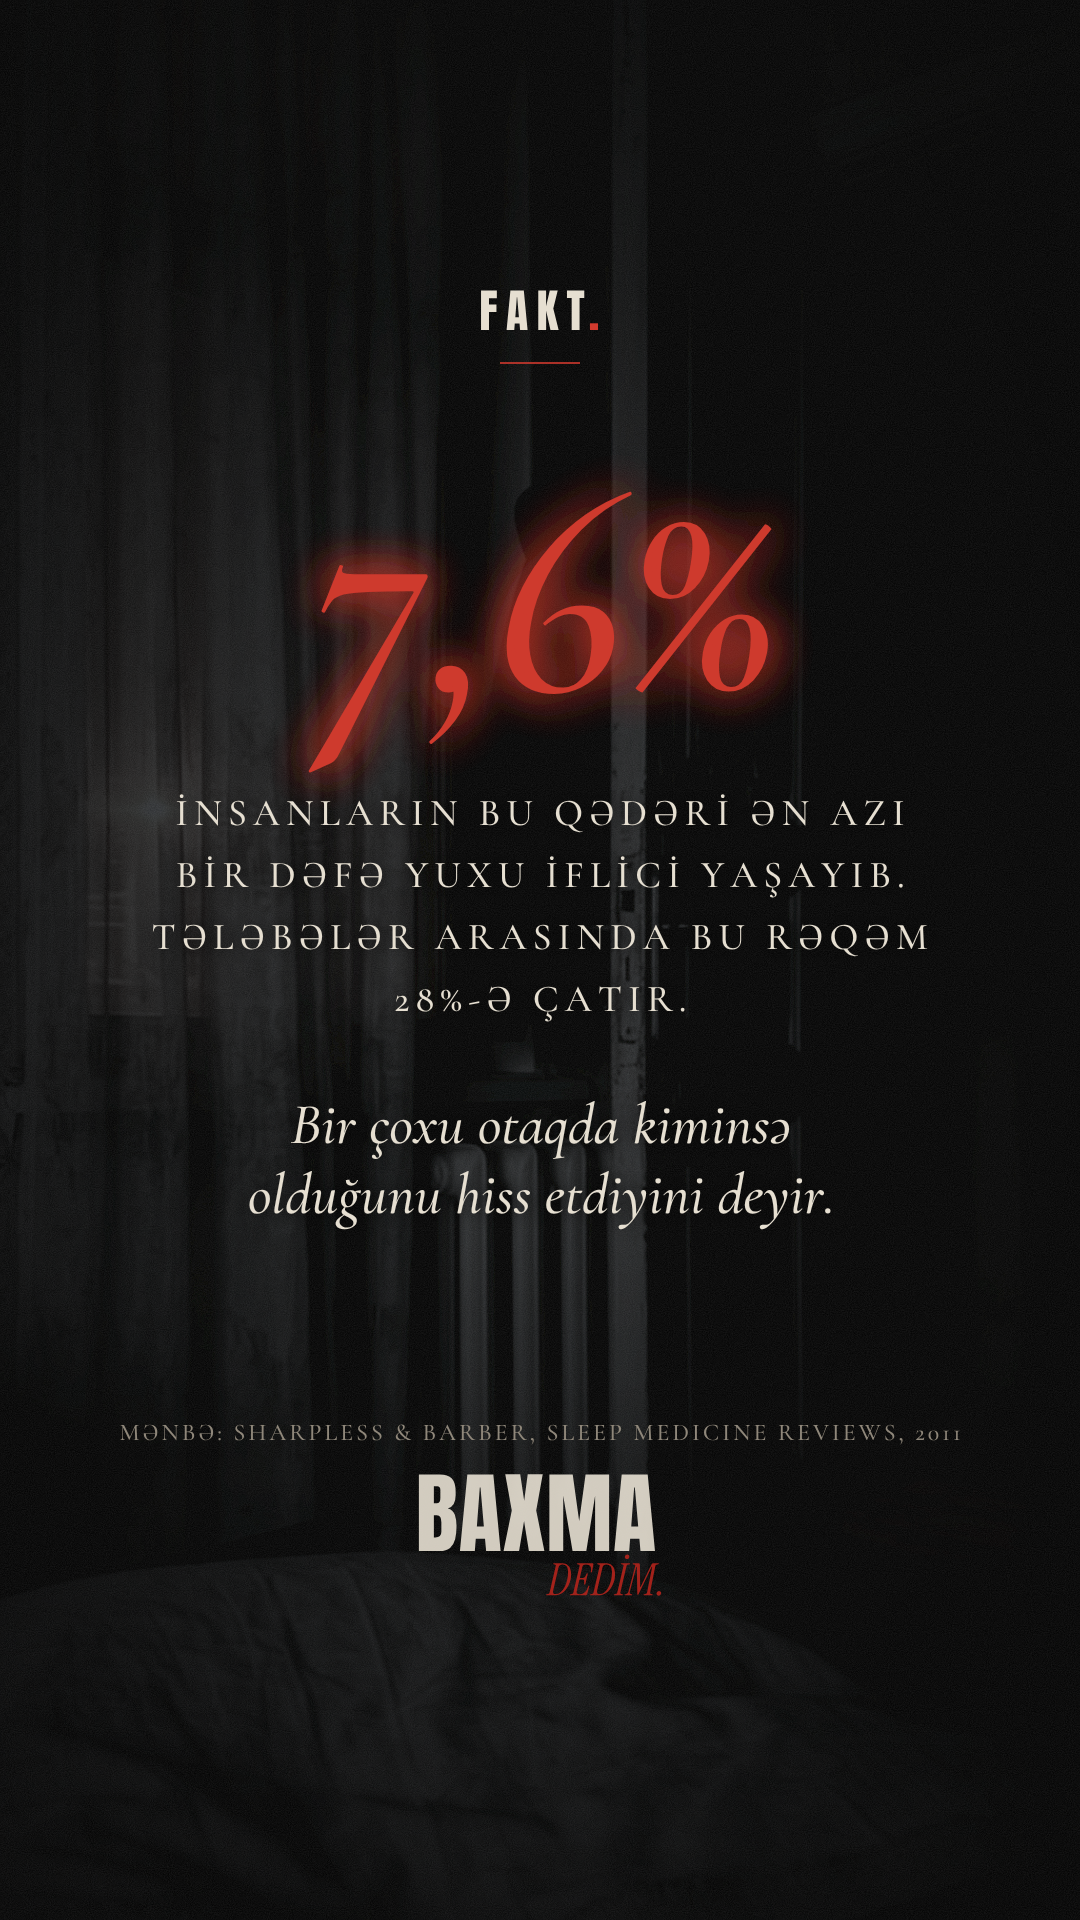 FAKT.
7,6%
İNSANLARIN BU QƏDƏRİ ƏN AZI
BİR DƏFƏ YUXU İFLİCİ YAŞAYIB.
TƏLƏBƏLƏR ARASINDA BU RƏQƏM
28%-Ə ÇATIR.
Bir çoxu otaqda kiminsə
olduğunu hiss etdiyini deyir.
MƏNBƏ: SHARPLESS & BARBER, SLEEP MEDICINE REVIEWS, 2011
BAXMA
DEDİM.